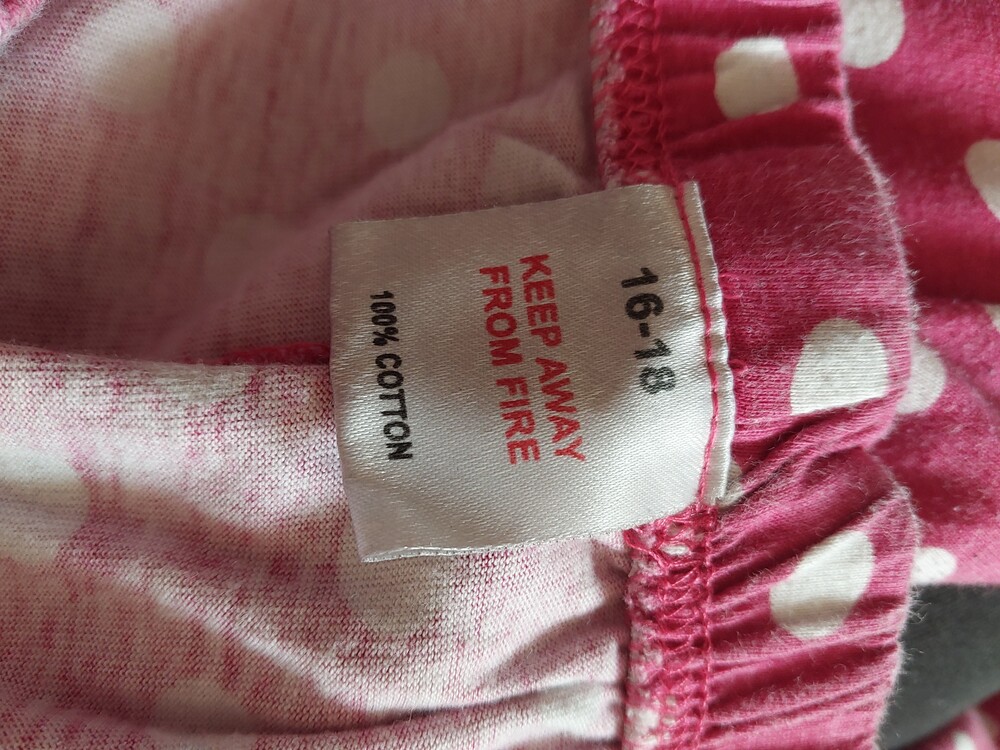 16-18
KEEP AWAY
FROM FIRE
100% COTTON